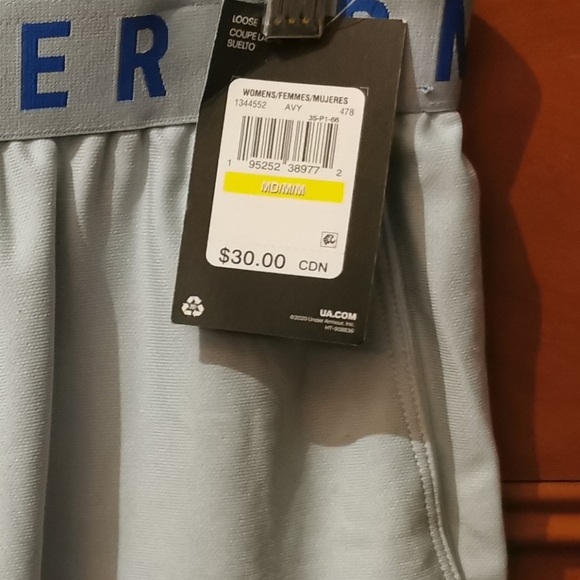 ER M
LOOSE
COUPE LA
SUELTO
WOMENS/FEMMES/MUJERES
1344552 AVY 478
35-P1-66
1 95252 38977 2
MD/M/M
$30.00 CDN
UA.COM
©2020 Under Armour, Inc.